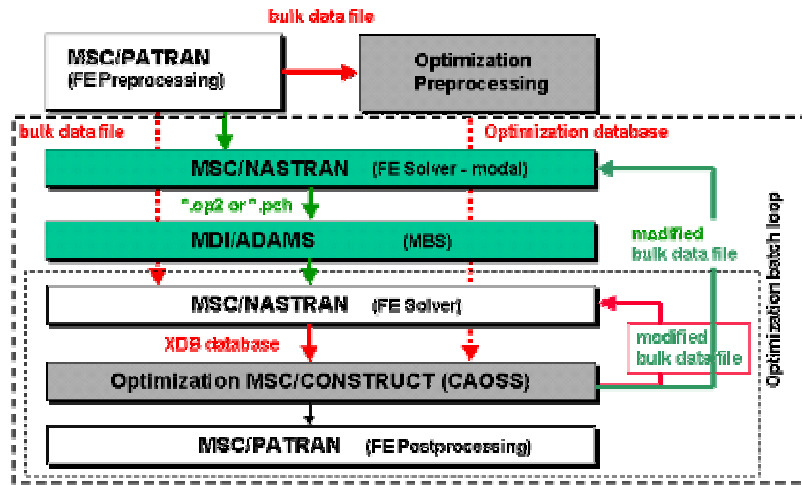 bulk data file
MSC/PATRAN
(FE Preprocessing)
Optimization
Preprocessing
bulk data file
Optimization database
MSC/NASTRAN (FE Solver - modal)
*.op2 or *.pch
MDI/ADAMS (MBS)
modified
bulk data file
MSC/NASTRAN (FE Solver)
XDB database
modified
bulk data file
Optimization MSC/CONSTRUCT (CAOSS)
MSC/PATRAN (FE Postprocessing)
Optimization batch loop